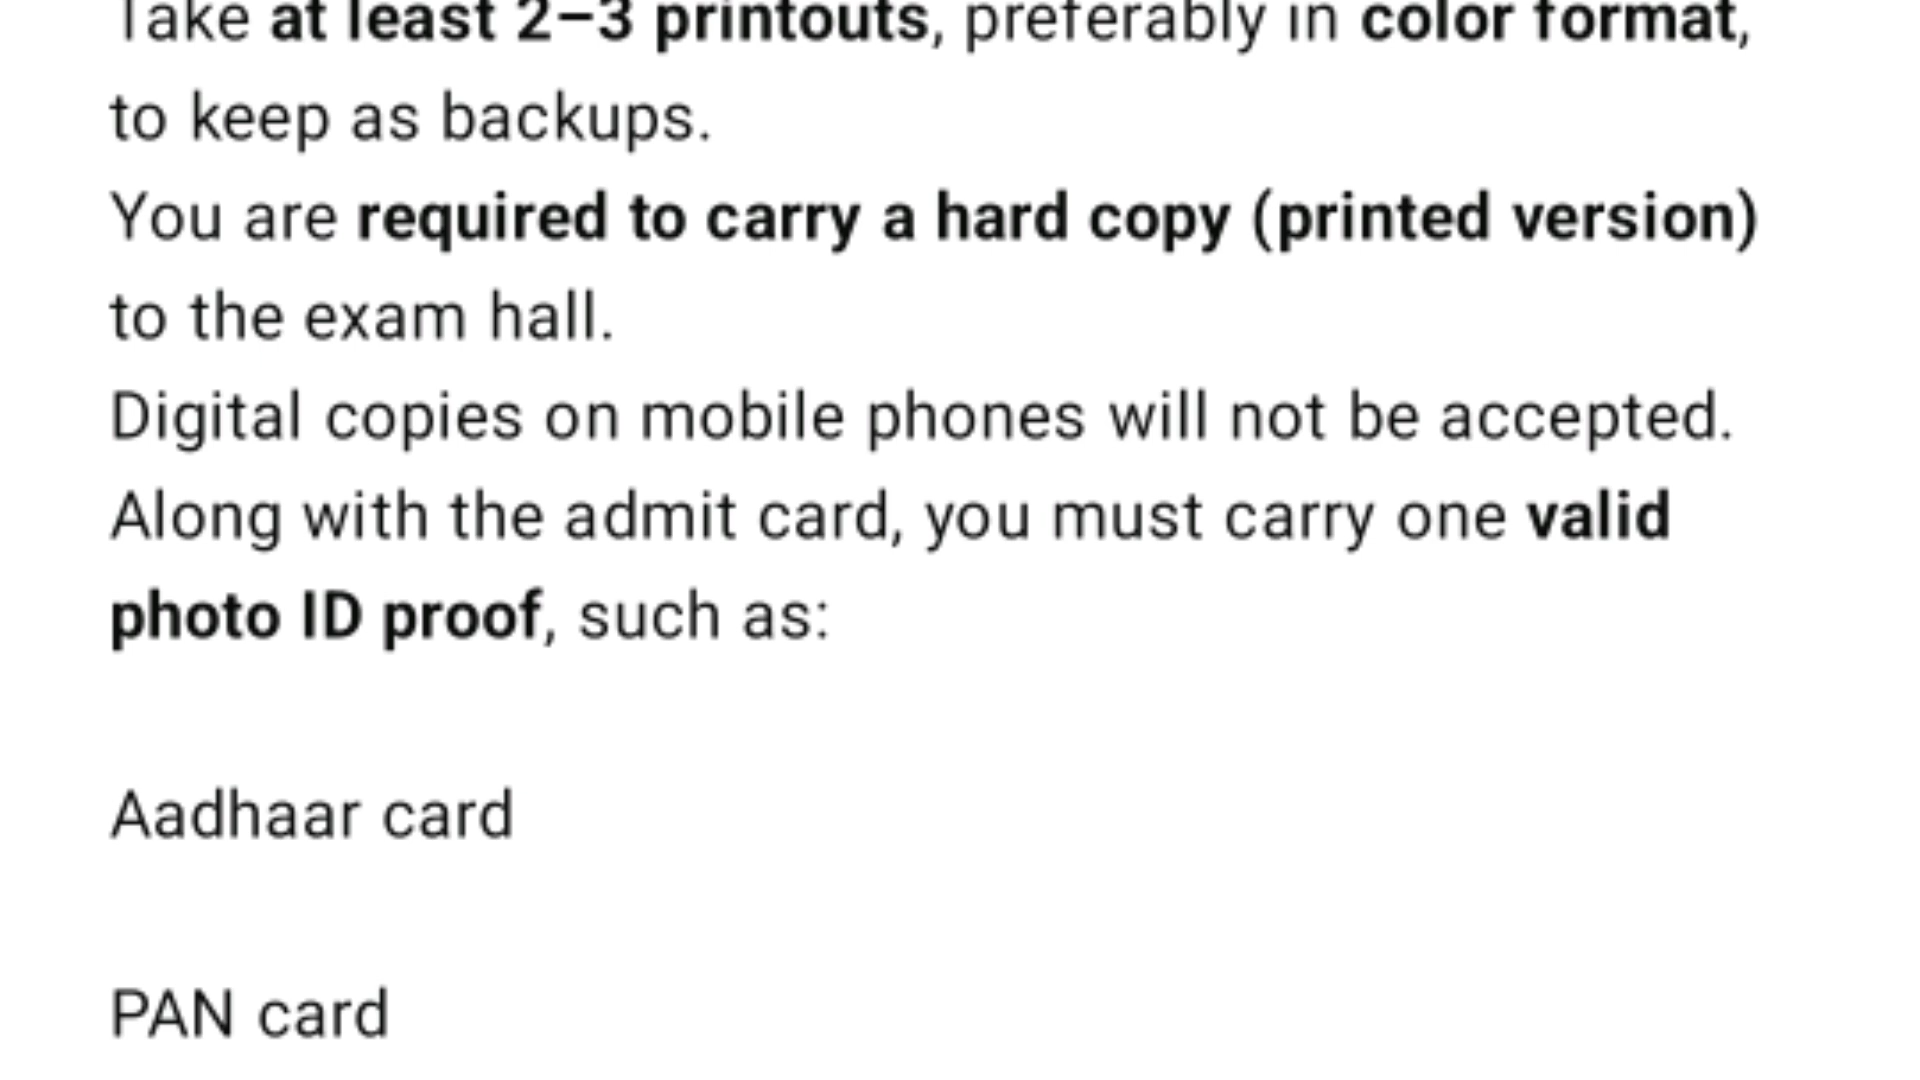 Take at least 2–3 printouts, preferably in color format,
to keep as backups.
You are required to carry a hard copy (printed version)
to the exam hall.
Digital copies on mobile phones will not be accepted.
Along with the admit card, you must carry one valid
photo ID proof, such as:
Aadhaar card
PAN card